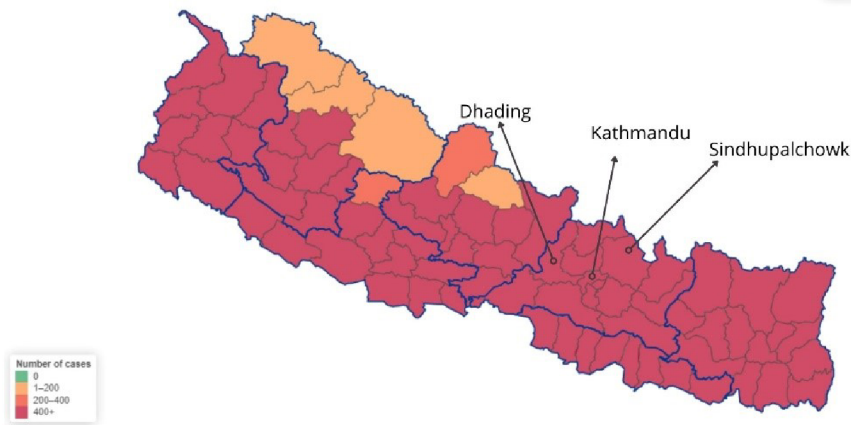 Dhading
Kathmandu
Sindhupalchowk
Number of cases
0
1–200
200–400
400+